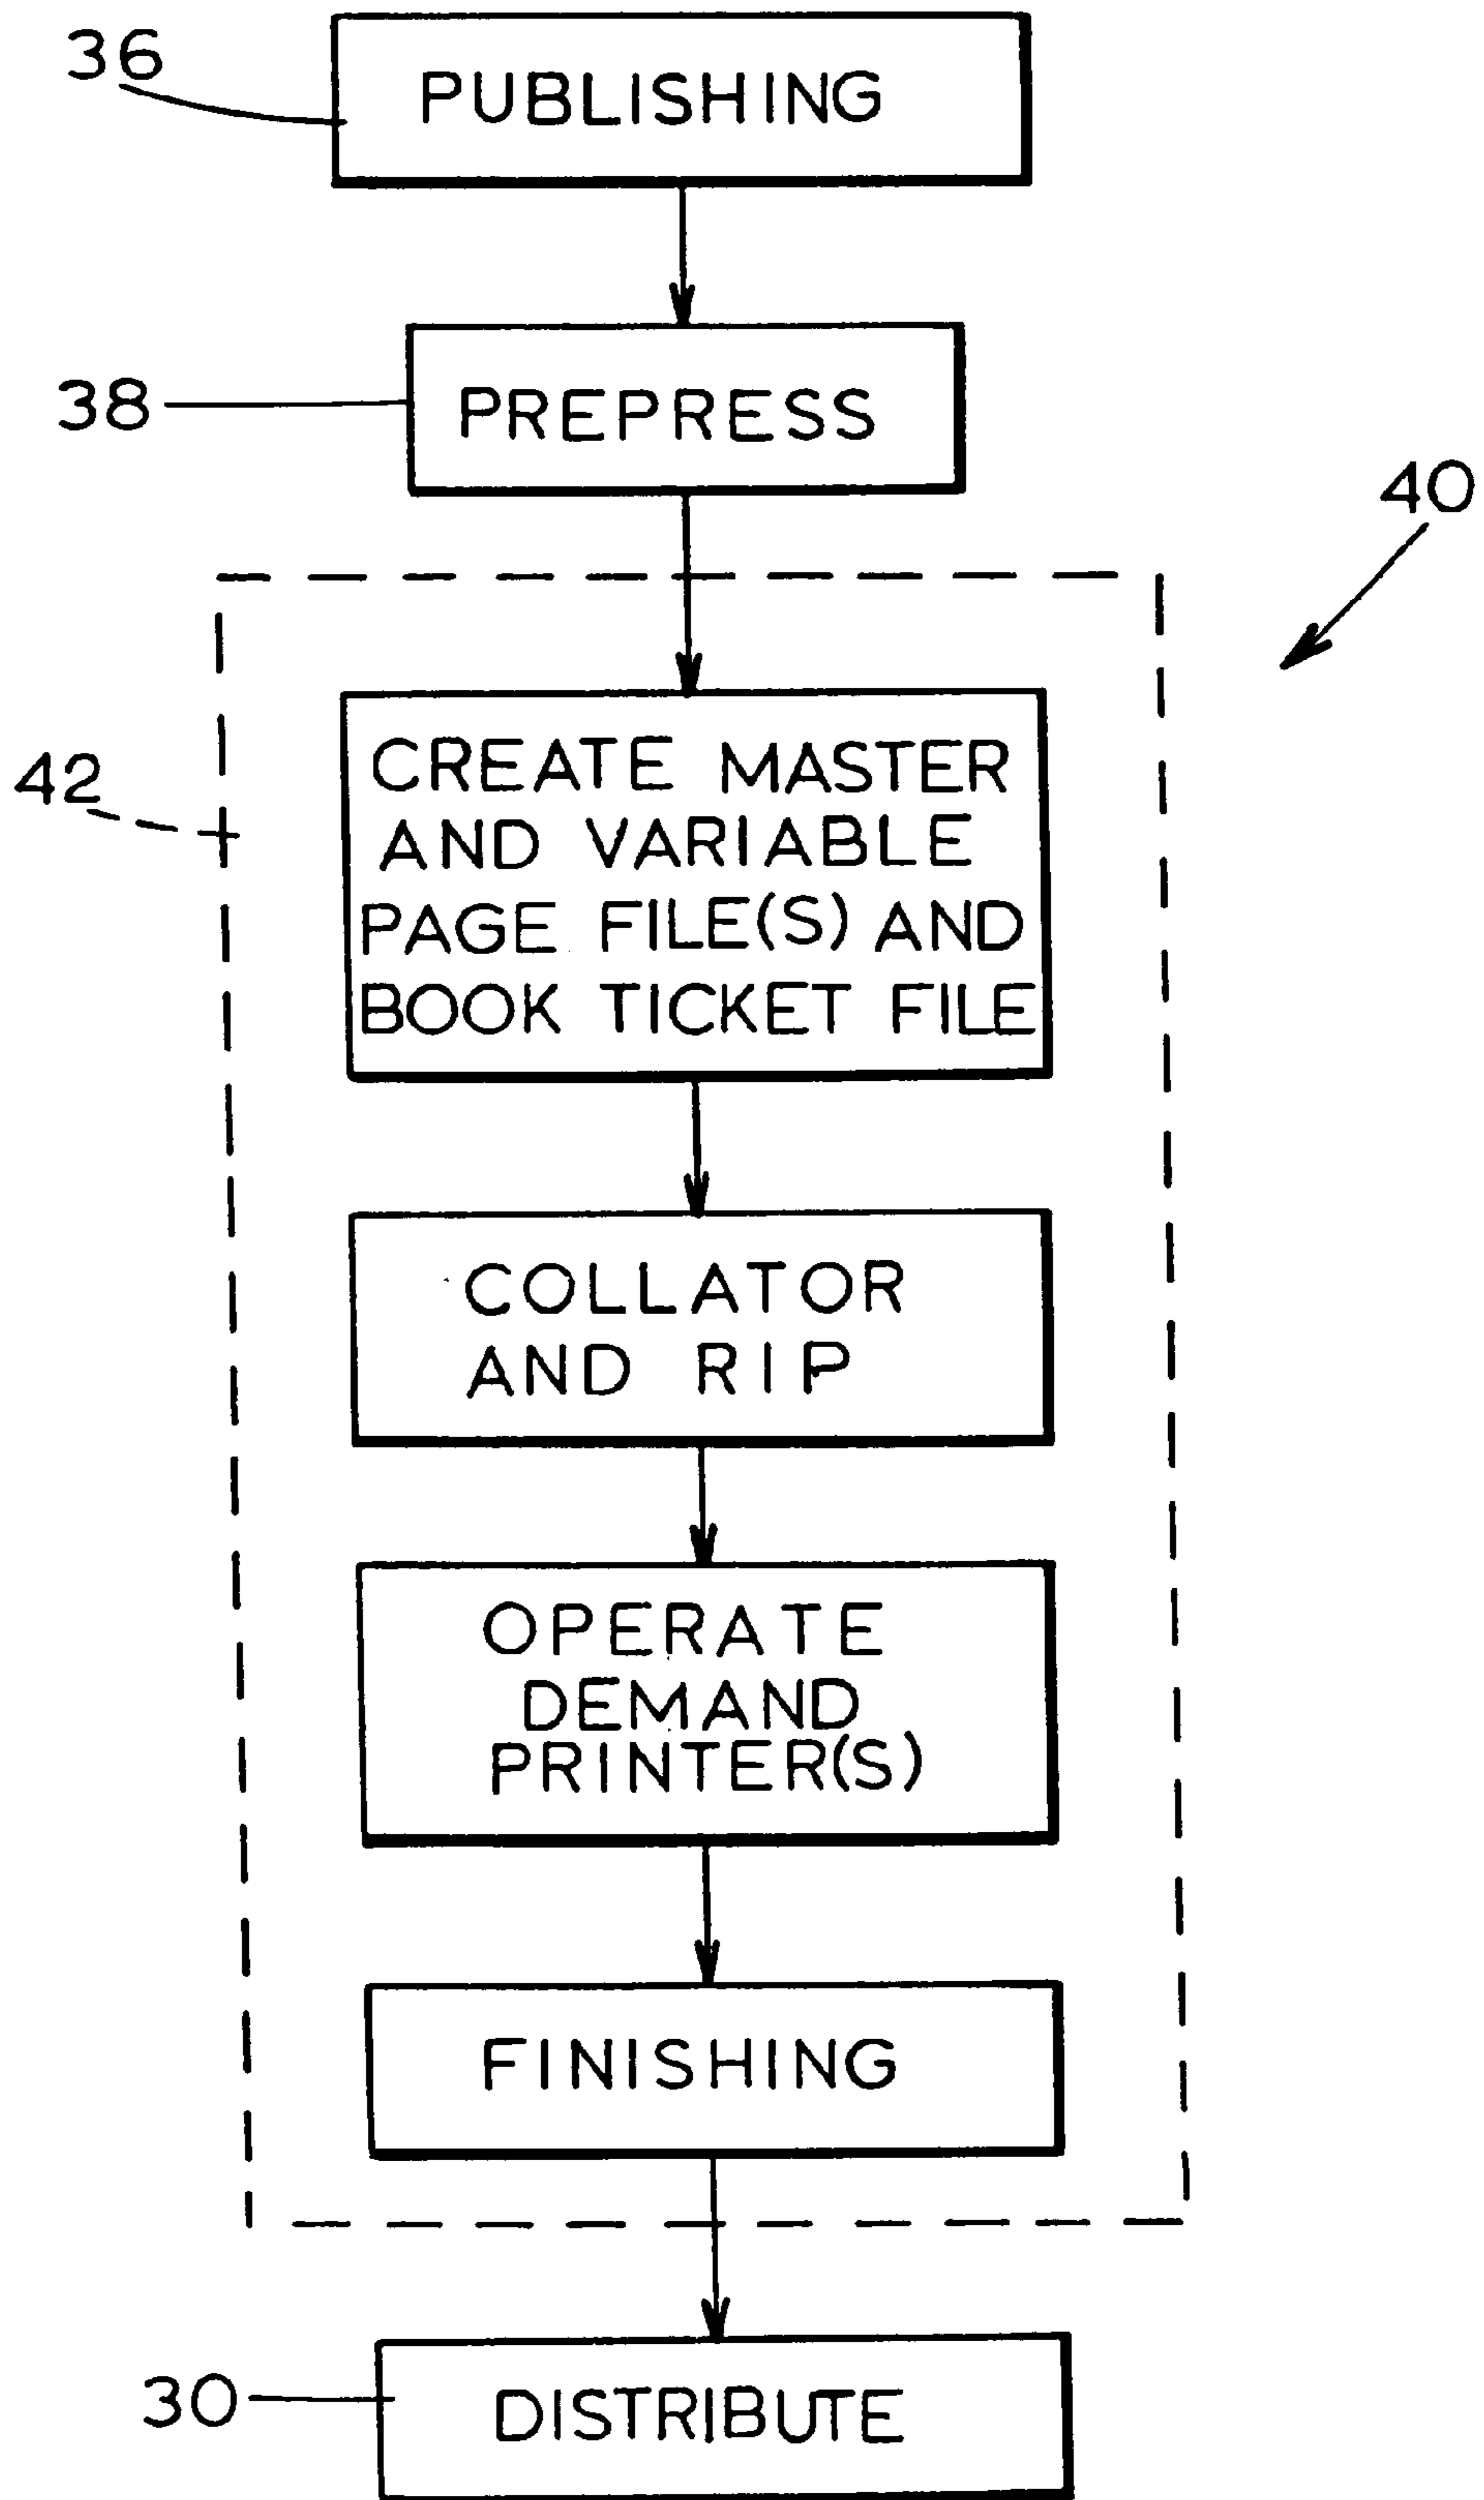 36
PUBLISHING
38
PREPRESS
40
42
CREATE MASTER
AND VARIABLE
PAGE FILE(S) AND
BOOK TICKET FILE
COLLATOR
AND RIP
OPERATE
DEMAND
PRINTER(S)
FINISHING
30
DISTRIBUTE